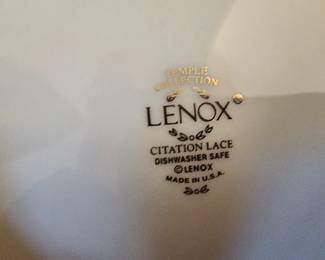 TEMPLE
COLLECTION
LENOX
CITATION LACE
DISHWASHER SAFE
©LENOX
MADE IN U.S.A.